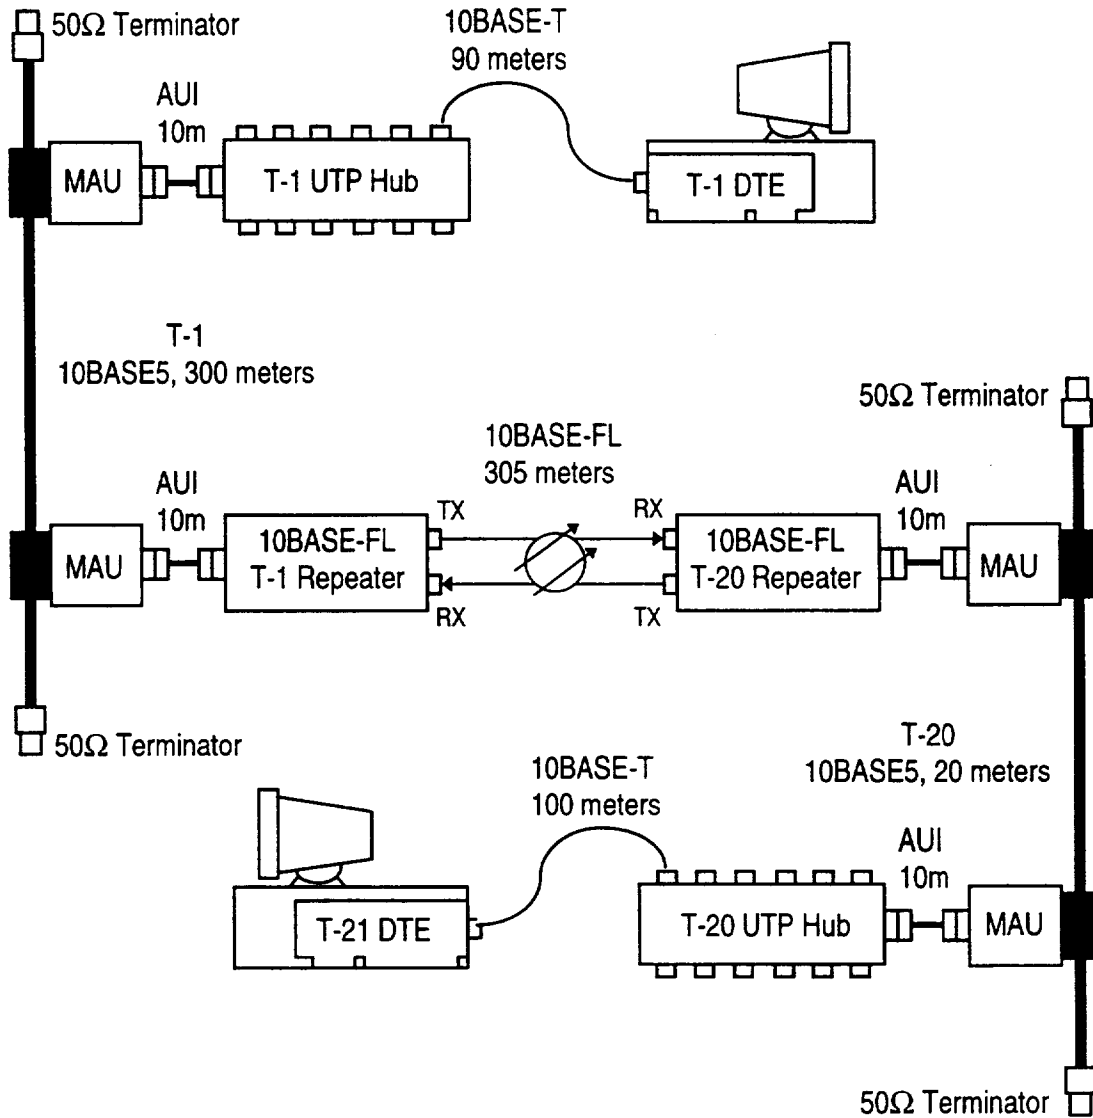 50Ω Terminator
10BASE-T
90 meters
AUI
10m
MAU
T-1 UTP Hub
T-1 DTE
T-1
10BASE5, 300 meters
50Ω Terminator
10BASE-FL
305 meters
AUI
10m
TX
RX
AUI
10m
MAU
10BASE-FL
T-1 Repeater
10BASE-FL
T-20 Repeater
MAU
RX
TX
50Ω Terminator
T-20
10BASE5, 20 meters
10BASE-T
100 meters
AUI
10m
T-21 DTE
T-20 UTP Hub
MAU
50Ω Terminator